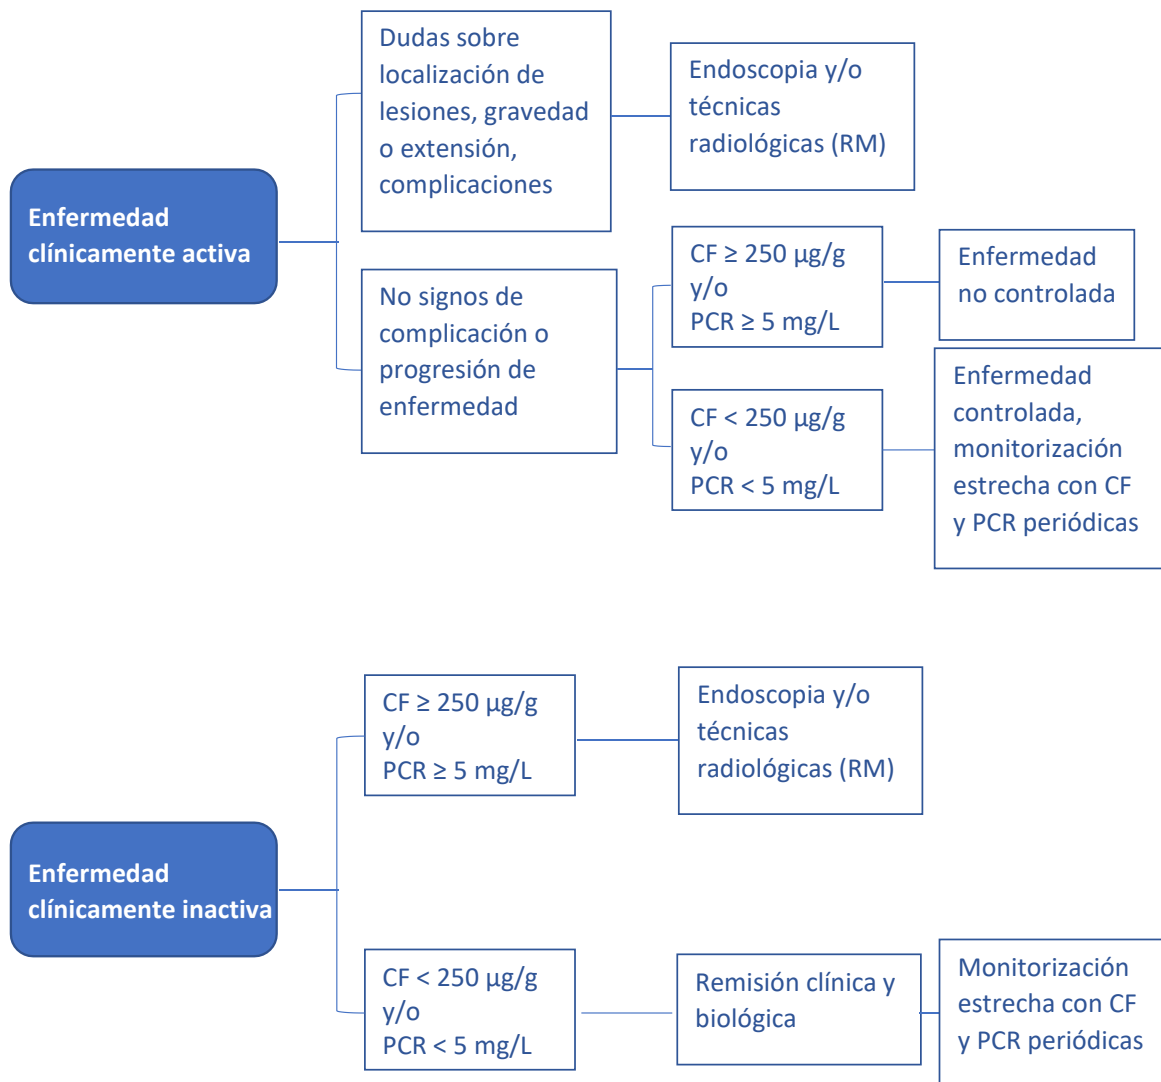 Dudas sobre
localización de
lesiones, gravedad
o extensión,
complicaciones
Endoscopia y/o
técnicas
radiológicas (RM)
Enfermedad
clínicamente activa
No signos de
complicación o
progresión de
enfermedad
CF ≥ 250 µg/g
y/o
PCR ≥ 5 mg/L
Enfermedad
no controlada
CF < 250 µg/g
y/o
PCR < 5 mg/L
Enfermedad
controlada,
monitorización
estrecha con CF
y PCR periódicas
CF ≥ 250 µg/g
y/o
PCR ≥ 5 mg/L
Endoscopia y/o
técnicas
radiológicas (RM)
Enfermedad
clínicamente inactiva
CF < 250 µg/g
y/o
PCR < 5 mg/L
Remisión clínica y
biológica
Monitorización
estrecha con CF
y PCR periódicas